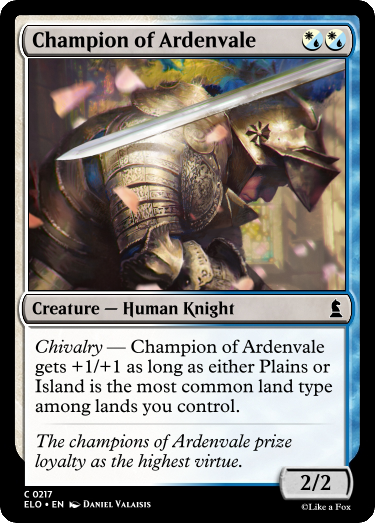 Champion of Ardenvale
Creature — Human Knight
Chivalry — Champion of Ardenvale
gets +1/+1 as long as either Plains or
Island is the most common land type
among lands you control.
The champions of Ardenvale prize
loyalty as the highest virtue.
2/2
C 0217
ELO • EN DANIEL VALAISIS
©Like a Fox